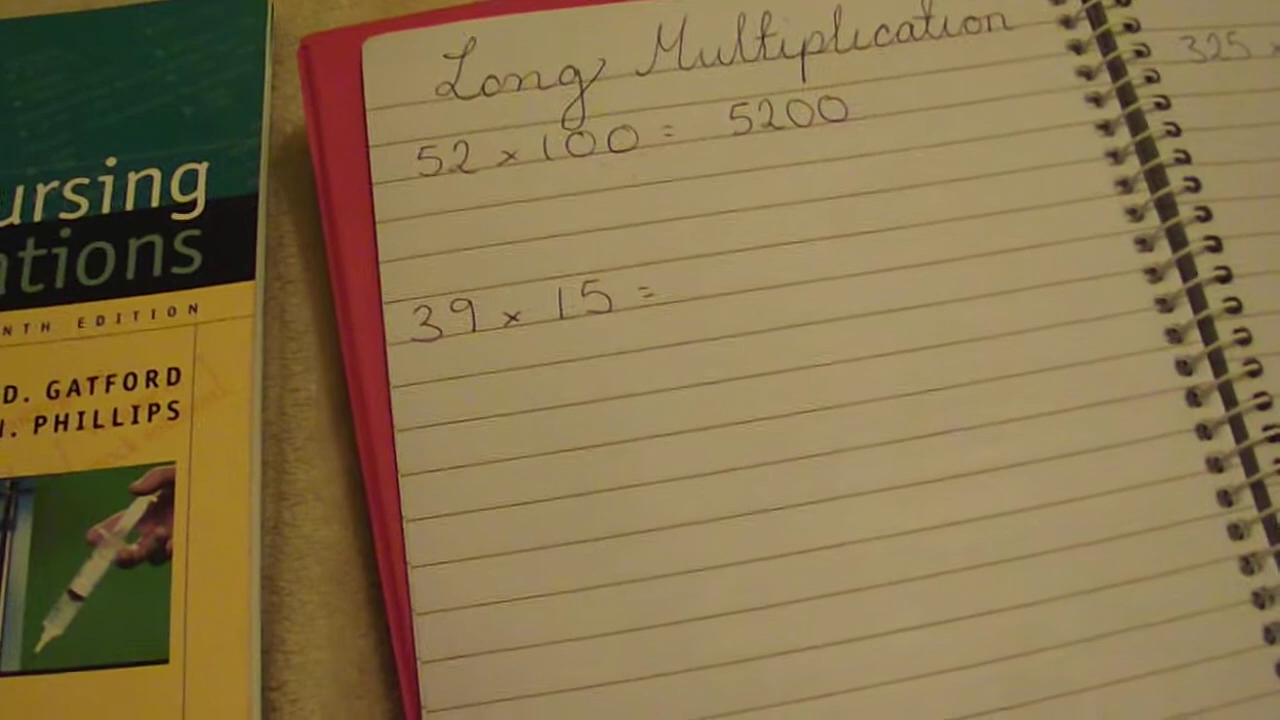 ursing
ations
NTH EDITION
D. GATFORD
N. PHILLIPS
Long Multiplication
52 × 100 = 5200
39 × 15 =
325